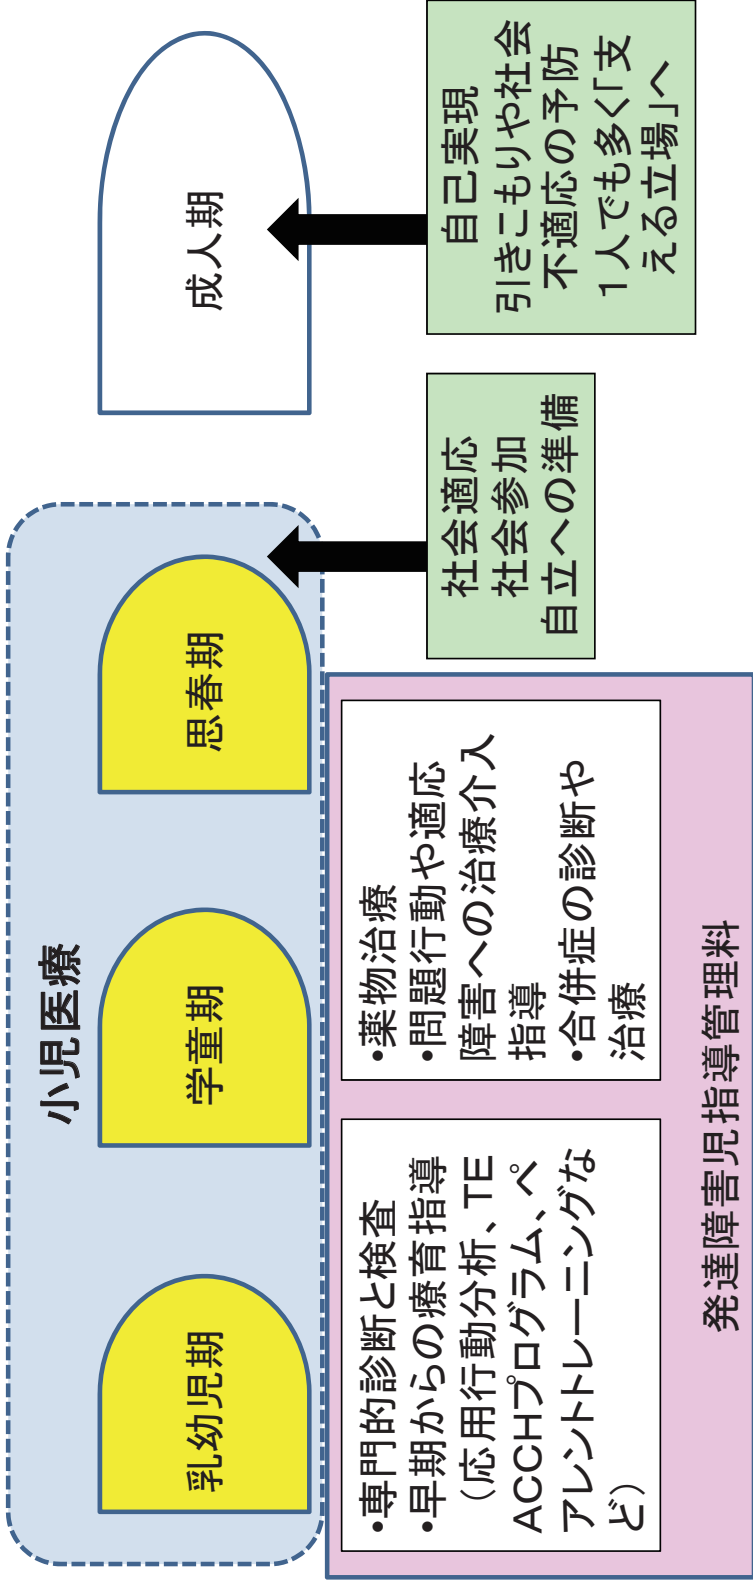 小児医療
乳幼児期
学童期
思春期
成人期
•専門的診断と検査
•早期からの療育指導
（応用行動分析、TE
ACCHプログラム、ペ
アレントトレーニングな
ど）
•薬物治療
•問題行動や適応
障害への治療介入
指導
•合併症の診断や
治療
発達障害児指導管理料
社会適応
社会参加
自立への準備
自己実現
引きこもりや社会
不適応の予防
１人でも多く「支
える立場」へ